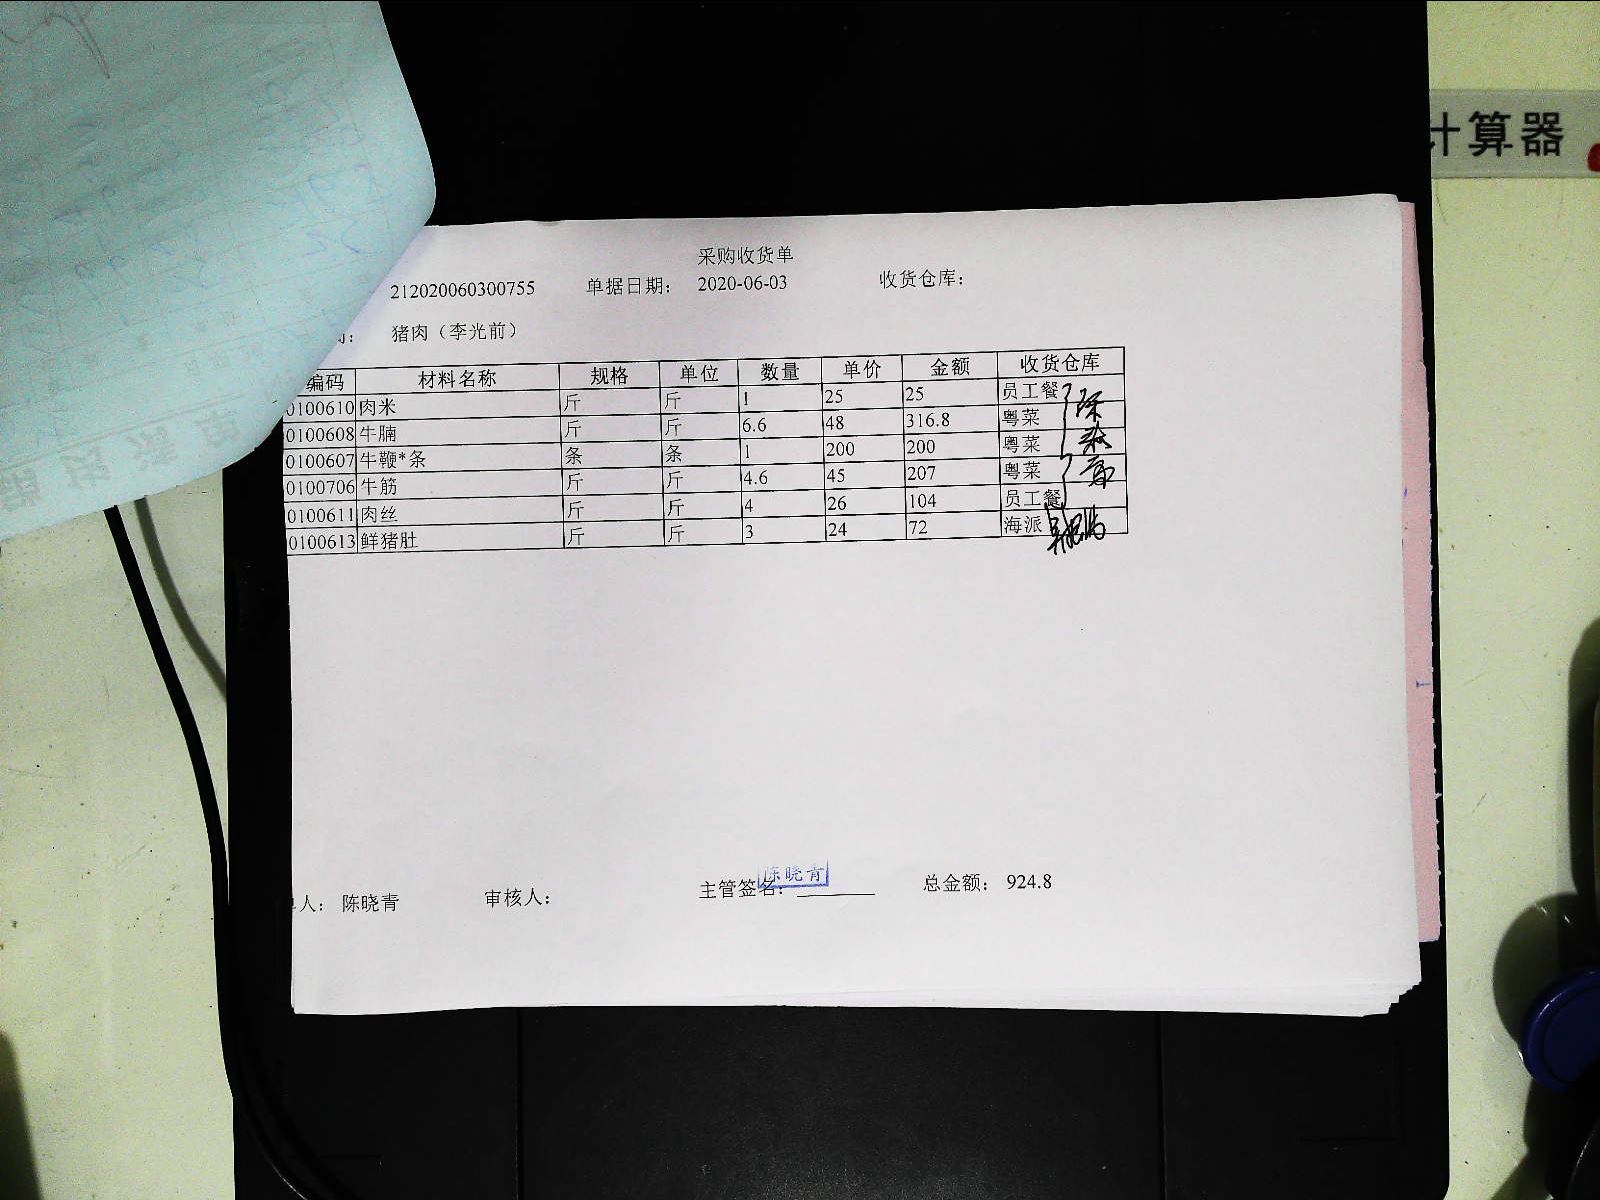 计算器
采购收货单
212020060300755 单据日期： 2020-06-03 收货仓库：
猪肉（李光前）
编码 材料名称 规格 单位 数量 单价 金额 收货仓库
0100610 肉米 斤 斤 1 25 25 员工餐
0100608 牛腩 斤 斤 6.6 48 316.8 粤菜
0100607 牛鞭*条 条 条 1 200 200 粤菜
0100706 牛筋 斤 斤 4.6 45 207 粤菜
0100611 肉丝 斤 斤 4 26 104 员工餐
0100613 鲜猪肚 斤 斤 3 24 72 海派
人： 陈晓青 审核人： 主管签名： 陈晓青 总金额： 924.8